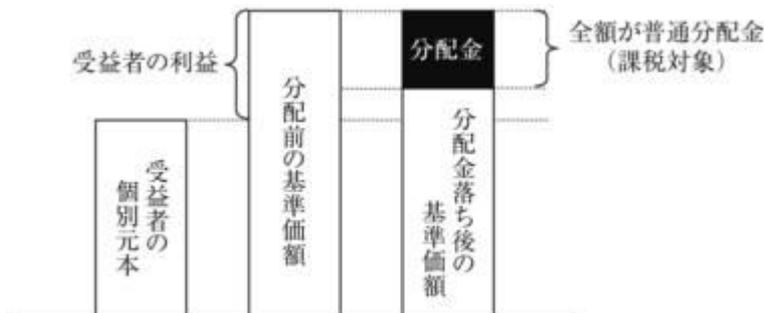 受益者の利益
分配金
全額が普通分配金
（課税対象）
受益者の
個別元本
分配前の基準価額
分配金落ち後の
基準価額